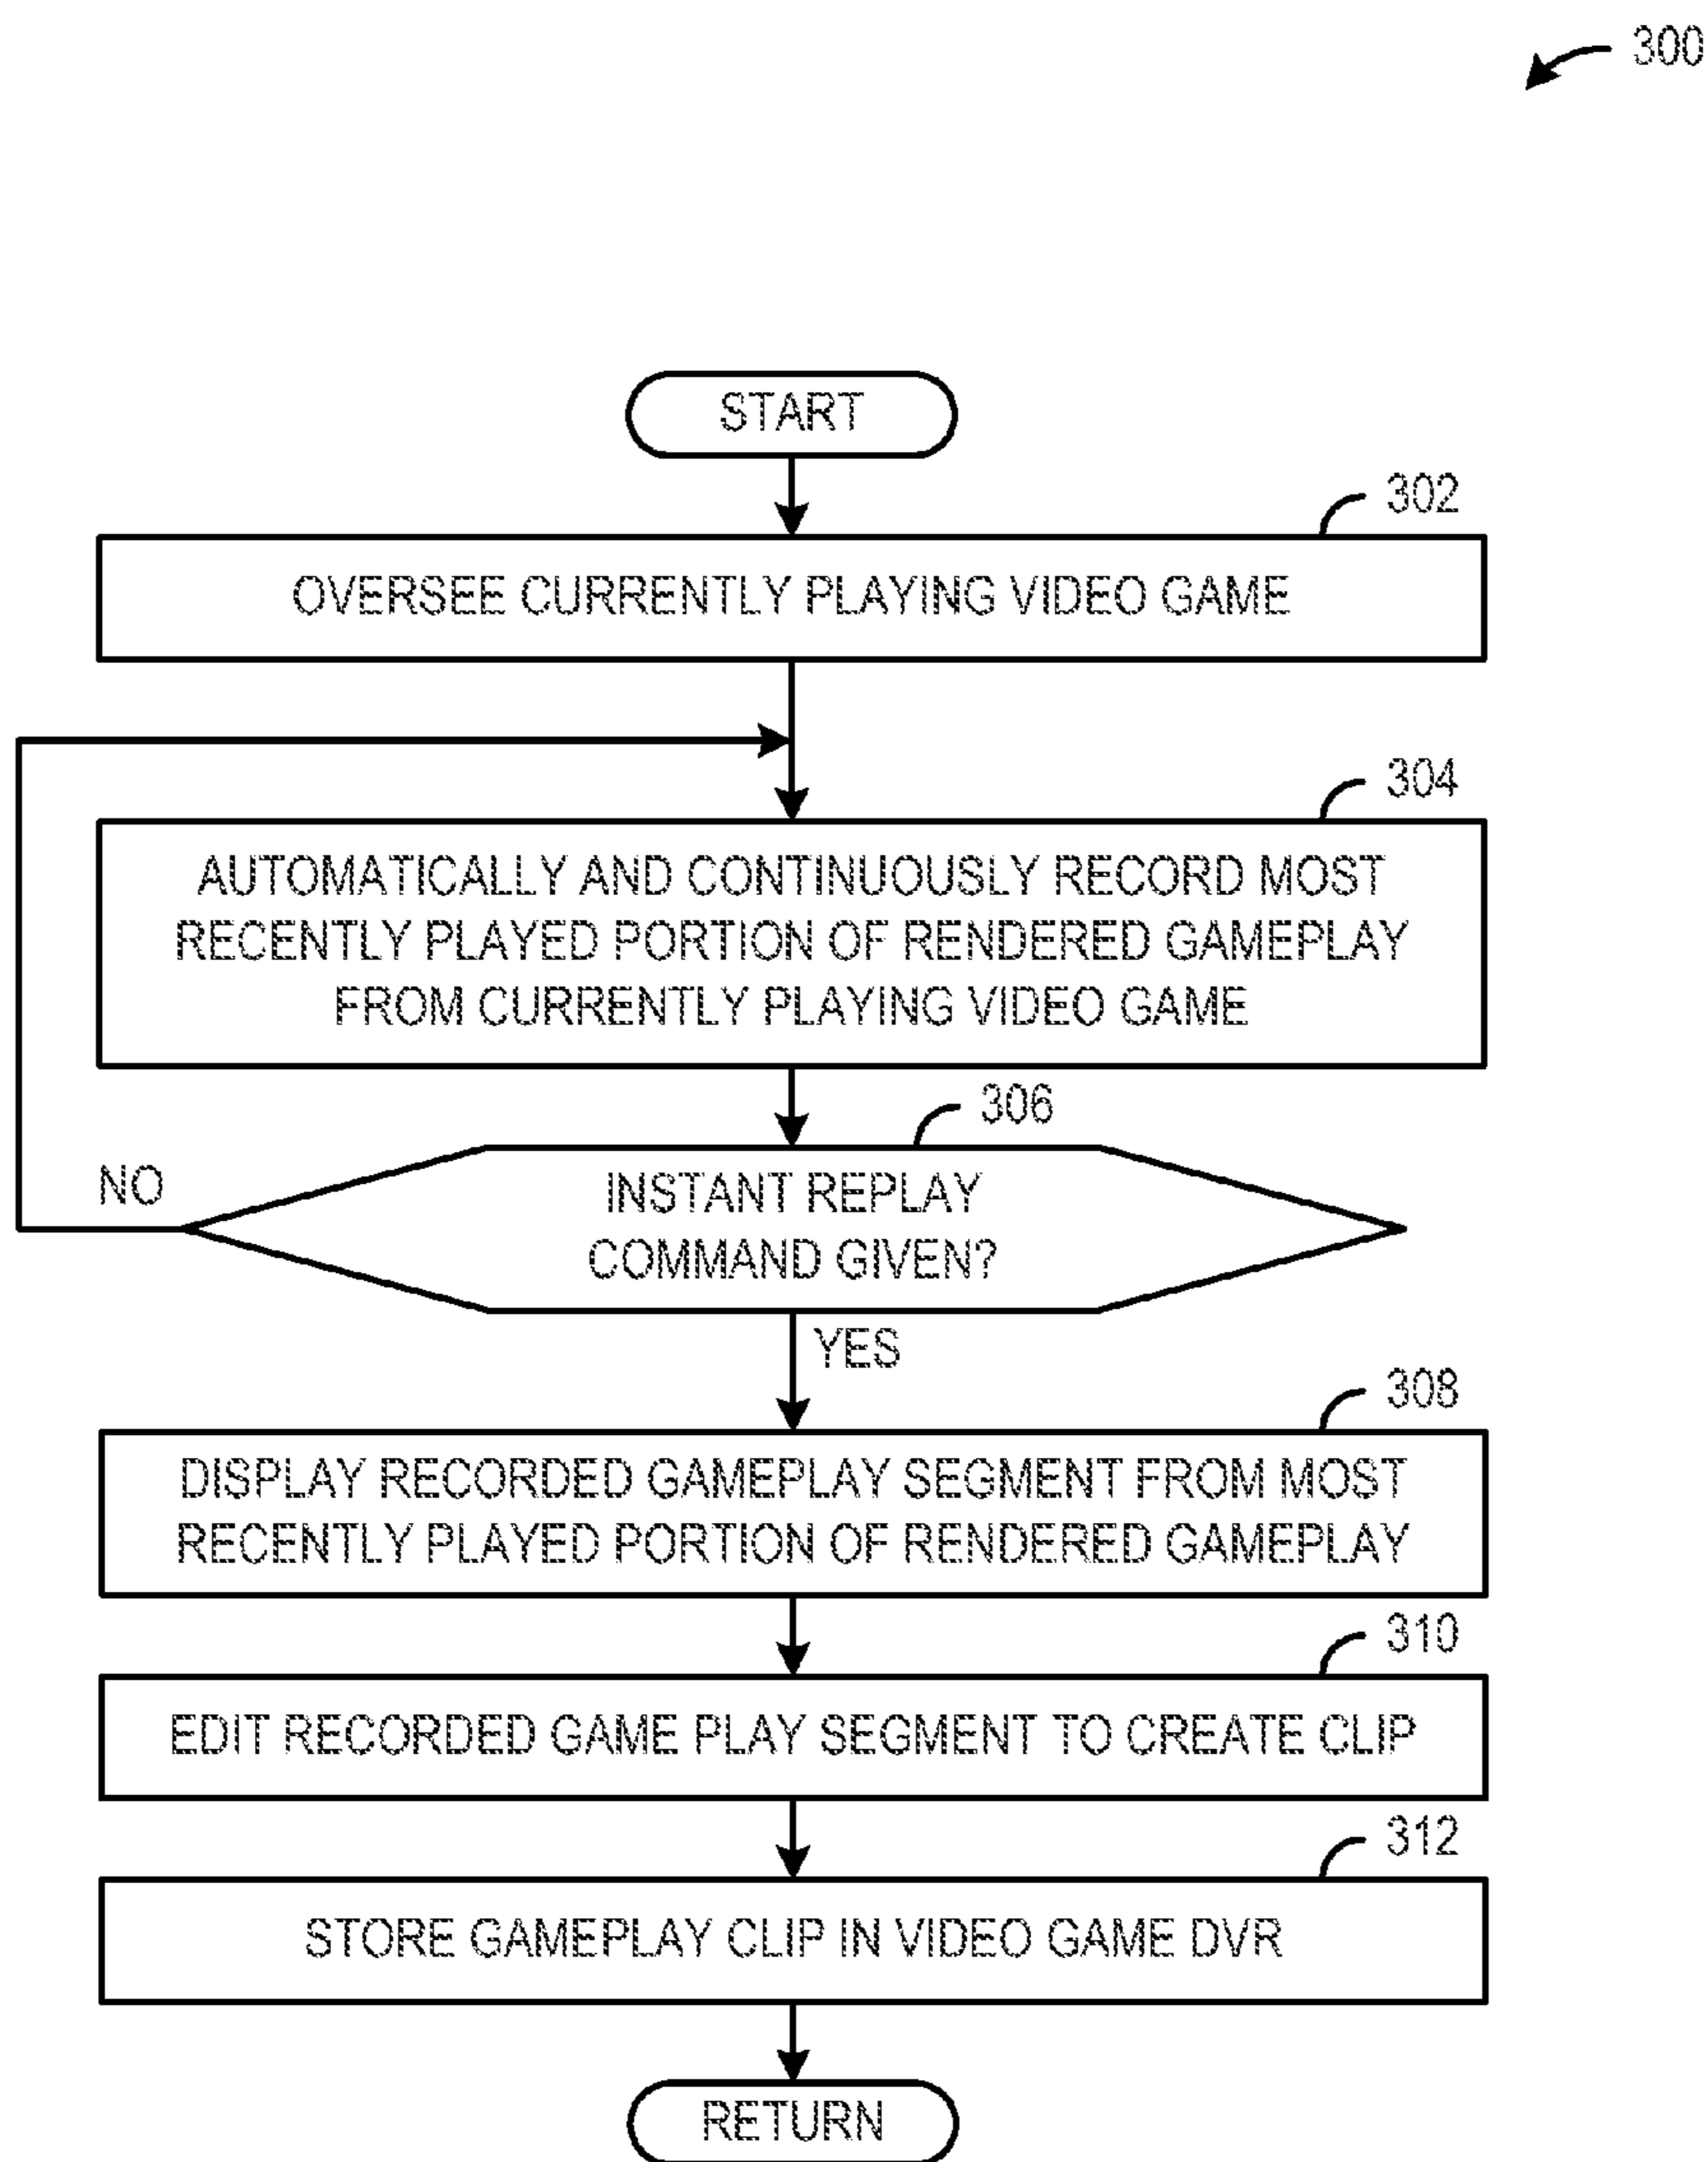 300
START
302
OVERSEE CURRENTLY PLAYING VIDEO GAME
304
AUTOMATICALLY AND CONTINUOUSLY RECORD MOST
RECENTLY PLAYED PORTION OF RENDERED GAMEPLAY
FROM CURRENTLY PLAYING VIDEO GAME
306
NO
INSTANT REPLAY
COMMAND GIVEN?
YES
308
DISPLAY RECORDED GAMEPLAY SEGMENT FROM MOST
RECENTLY PLAYED PORTION OF RENDERED GAMEPLAY
310
EDIT RECORDED GAME PLAY SEGMENT TO CREATE CLIP
312
STORE GAMEPLAY CLIP IN VIDEO GAME DVR
RETURN